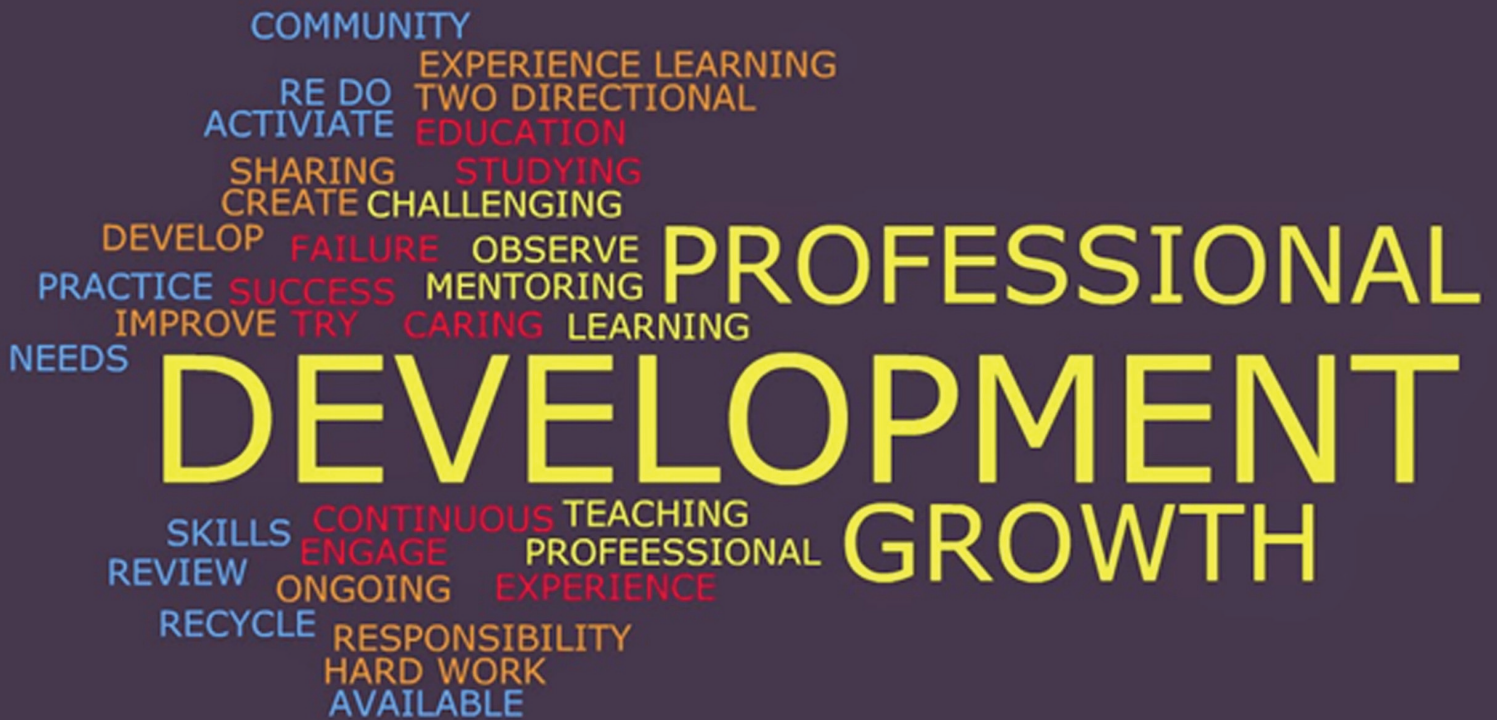 COMMUNITY
EXPERIENCE LEARNING
RE DO TWO DIRECTIONAL
ACTIVIATE EDUCATION
SHARING STUDYING
CREATE CHALLENGING
DEVELOP FAILURE OBSERVE PROFESSIONAL
PRACTICE SUCCESS MENTORING
IMPROVE TRY CARING LEARNING
NEEDS DEVELOPMENT
SKILLS CONTINUOUS TEACHING GROWTH
REVIEW ENGAGE PROFEESSIONAL
ONGOING EXPERIENCE
RECYCLE RESPONSIBILITY
HARD WORK
AVAILABLE